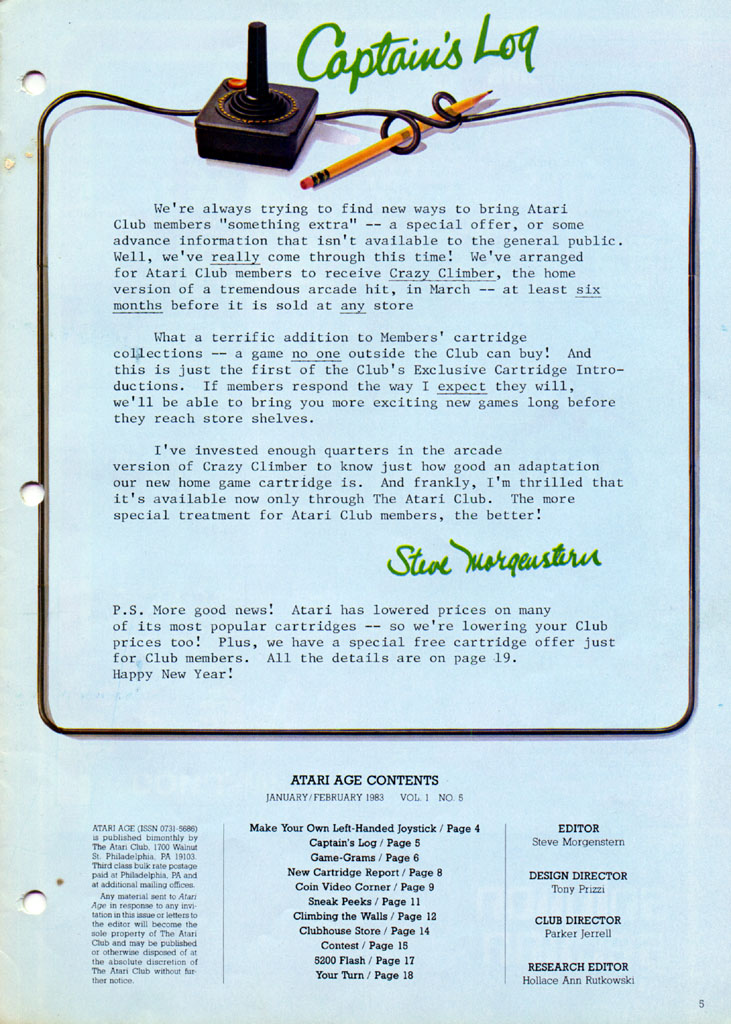 Captain's Log
We're always trying to find new ways to bring Atari
Club members "something extra" -- a special offer, or some
advance information that isn't available to the general public.
Well, we've really come through this time!  We've arranged
for Atari Club members to receive Crazy Climber, the home
version of a tremendous arcade hit, in March -- at least six
months before it is sold at any store
What a terrific addition to Members' cartridge
collections -- a game no one outside the Club can buy!  And
this is just the first of the Club's Exclusive Cartridge Intro-
ductions.  If members respond the way I expect they will,
we'll be able to bring you more exciting new games long before
they reach store shelves.
I've invested enough quarters in the arcade
version of Crazy Climber to know just how good an adaptation
our new home game cartridge is.  And frankly, I'm thrilled that
it's available now only through The Atari Club.  The more
special treatment for Atari Club members, the better!
Steve Morgenstern
P.S. More good news!  Atari has lowered prices on many
of its most popular cartridges -- so we're lowering your Club
prices too!  Plus, we have a special free cartridge offer just
for Club members.  All the details are on page 19.
Happy New Year!
ATARI AGE CONTENTS
JANUARY/FEBRUARY 1983 VOL. 1 NO. 5
ATARI AGE (ISSN 0731-5686)
is published bimonthly by
The Atari Club, 1700 Walnut
St. Philadelphia, PA 19103.
Third class bulk rate postage
paid at Philadelphia, PA and
at additional mailing offices.
Any material sent to Atari
Age in response to any invi-
tation in this issue or letters to
the editor will become the
sole property of The Atari
Club and may be published
or otherwise disposed of at
the absolute discretion of
The Atari Club without fur-
ther notice.
Make Your Own Left-Handed Joystick / Page 4
Captain's Log / Page 5
Game-Grams / Page 6
New Cartridge Report / Page 8
Coin Video Corner / Page 9
Sneak Peeks / Page 11
Climbing the Walls / Page 12
Clubhouse Store / Page 14
Contest / Page 15
5200 Flash / Page 17
Your Turn / Page 18
EDITOR
Steve Morgenstern
DESIGN DIRECTOR
Tony Prizzi
CLUB DIRECTOR
Parker Jerrell
RESEARCH EDITOR
Hollace Ann Rutkowski
5